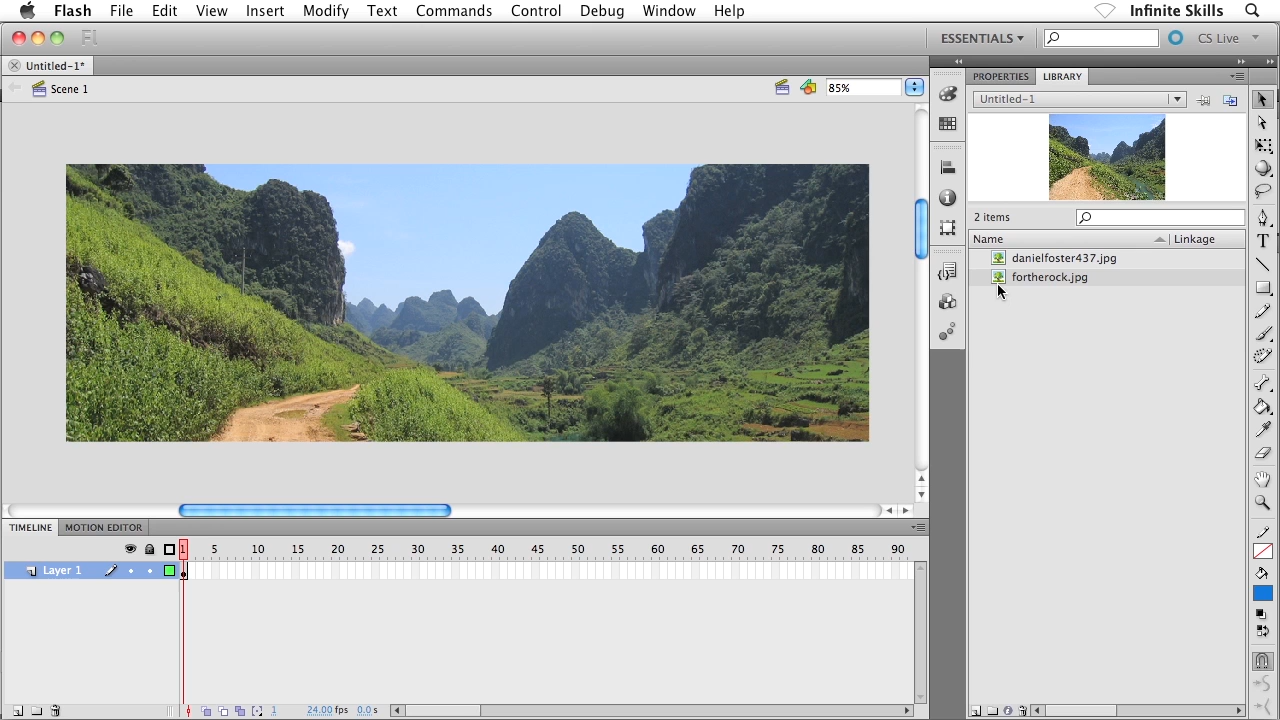 Flash File Edit View Insert Modify Text Commands Control Debug Window Help Infinite Skills
Fl ESSENTIALS CS Live
Untitled-1*
Scene 1 85%
PROPERTIES LIBRARY
Untitled-1
2 items
Name Linkage
danielfoster437.jpg
fortherock.jpg
TIMELINE MOTION EDITOR
1 5 10 15 20 25 30 35 40 45 50 55 60 65 70 75 80 85 90
Layer 1
1 24.00 fps 0.0 s